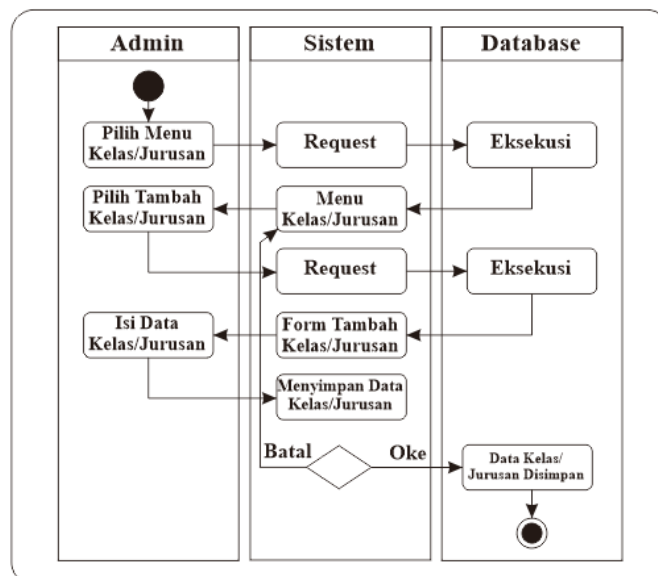 Admin
Sistem
Database
Pilih Menu
Kelas/Jurusan
Request
Eksekusi
Pilih Tambah
Kelas/Jurusan
Menu
Kelas/Jurusan
Request
Eksekusi
Isi Data
Kelas/Jurusan
Form Tambah
Kelas/Jurusan
Menyimpan Data
Kelas/Jurusan
Batal
Oke
Data Kelas/
Jurusan Disimpan